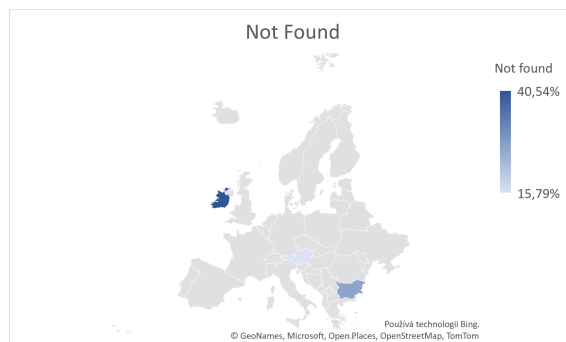 Not Found
Not found
40,54%
15,79%
Používá technologii Bing.
© GeoNames, Microsoft, Open Places, OpenStreetMap, TomTom